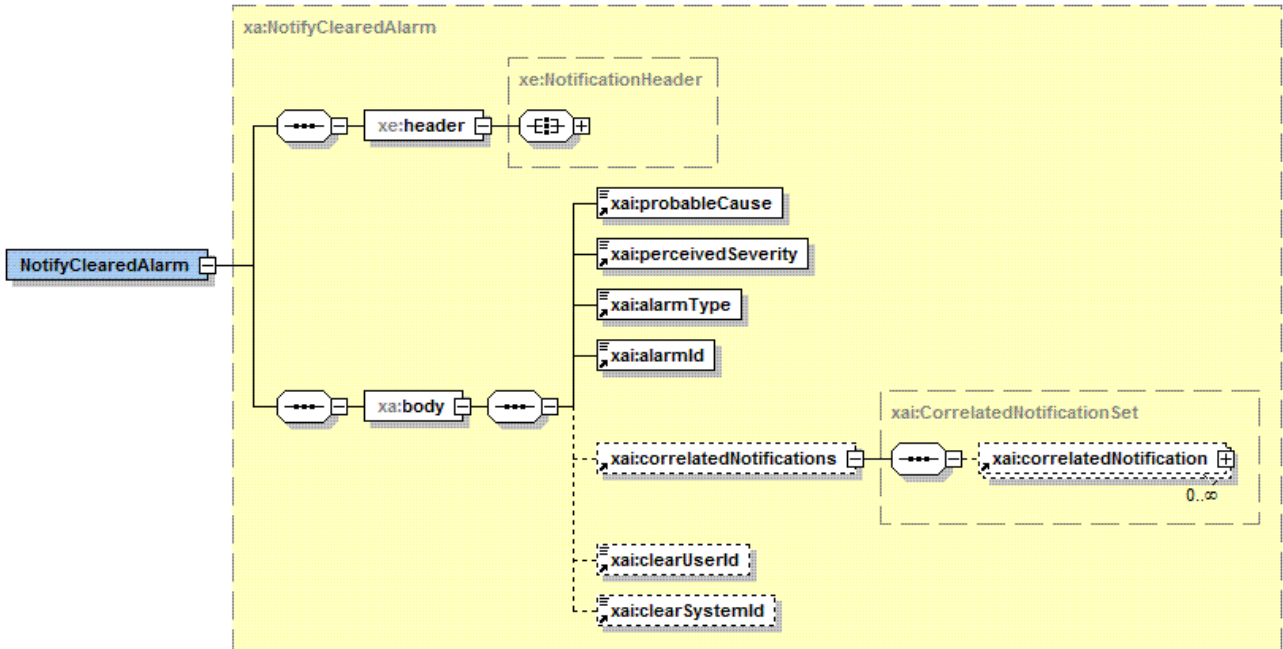 xa:NotifyClearedAlarm
xe:NotificationHeader
xe:header
xai:probableCause
xai:perceivedSeverity
NotifyClearedAlarm
xai:alarmType
xai:alarmId
xa:body
xai:CorrelatedNotificationSet
xai:correlatedNotifications
xai:correlatedNotification
0..∞
xai:clearUserId
xai:clearSystemId